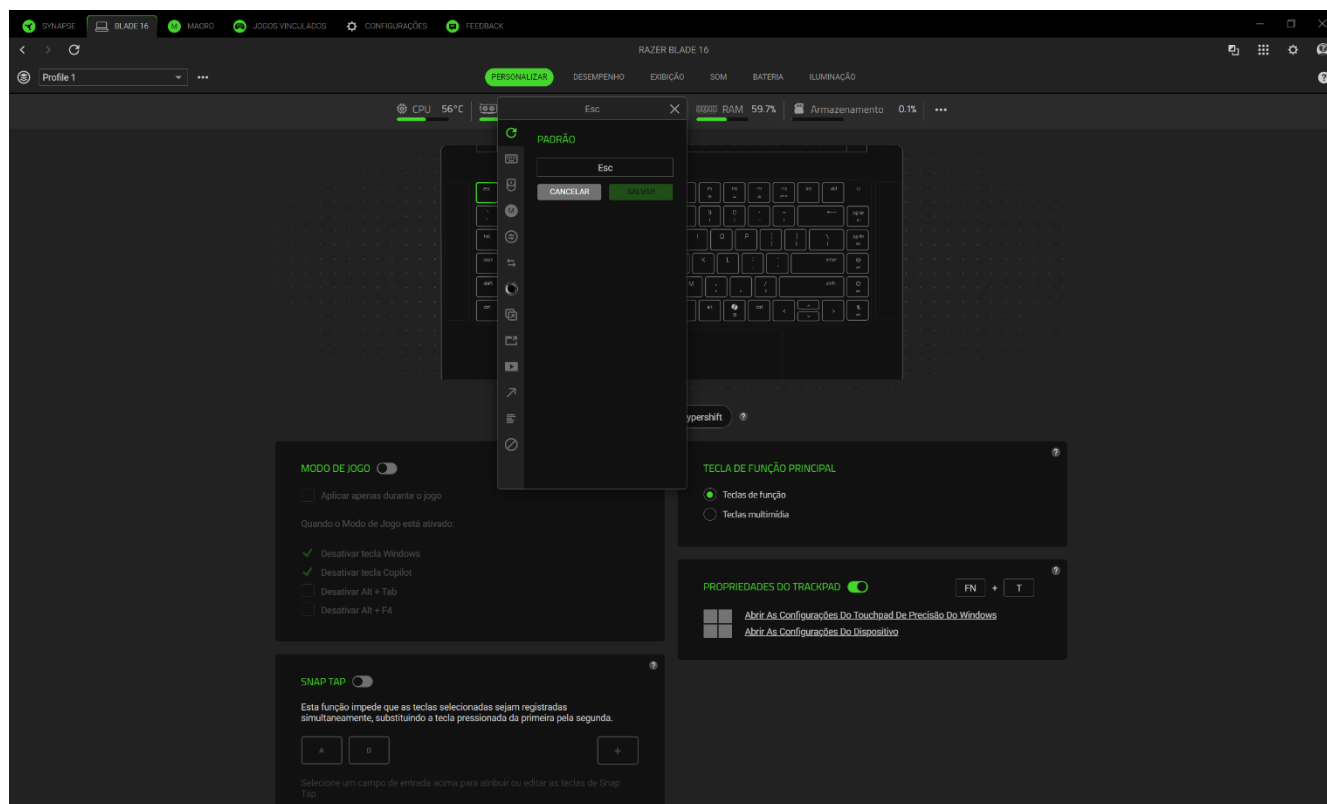 SYNAPSE BLADE 16 MACRO JOGOS VINCULADOS CONFIGURAÇÕES FEEDBACK
RAZER BLADE 16
Profile 1 PERSONALIZAR DESEMPENHO EXIBIÇÃO SOM BATERIA ILUMINAÇÃO
CPU 56°C RAM 59.7% Armazenamento 0.1%
Esc
PADRÃO
Esc
CANCELAR SALVAR
ypershift
MODO DE JOGO
Aplicar apenas durante o jogo
Quando o Modo de Jogo está ativado:
Desativar tecla Windows
Desativar tecla Copilot
Desativar Alt + Tab
Desativar Alt + F4
TECLA DE FUNÇÃO PRINCIPAL
Teclas de função
Teclas multimídia
PROPRIEDADES DO TRACKPAD FN + T
Abrir As Configurações Do Touchpad De Precisão Do Windows
Abrir As Configurações Do Dispositivo
SNAP TAP
Esta função impede que as teclas selecionadas sejam registradas
simultaneamente, substituindo a tecla pressionada da primeira pela segunda.
A D +
Selecione um campo de entrada acima para atribuir ou editar as teclas de Snap
Tap.